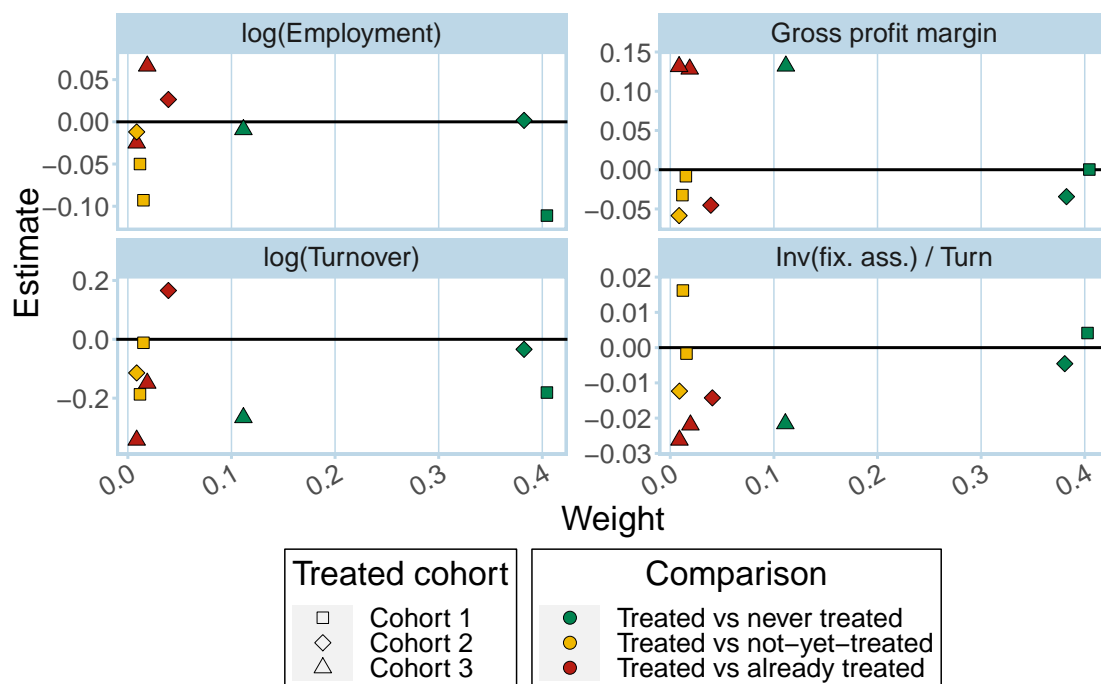 log(Employment)
Gross profit margin
0.05
0.00
−0.05
−0.10
0.15
0.10
0.05
0.00
−0.05
log(Turnover)
Inv(fix. ass.) / Turn
0.2
0.0
−0.2
0.02
0.01
0.00
−0.01
−0.02
−0.03
Estimate
0.0
0.1
0.2
0.3
0.4
0.0
0.1
0.2
0.3
0.4
Weight
Treated cohort
Cohort 1
Cohort 2
Cohort 3
Comparison
Treated vs never treated
Treated vs not−yet−treated
Treated vs already treated